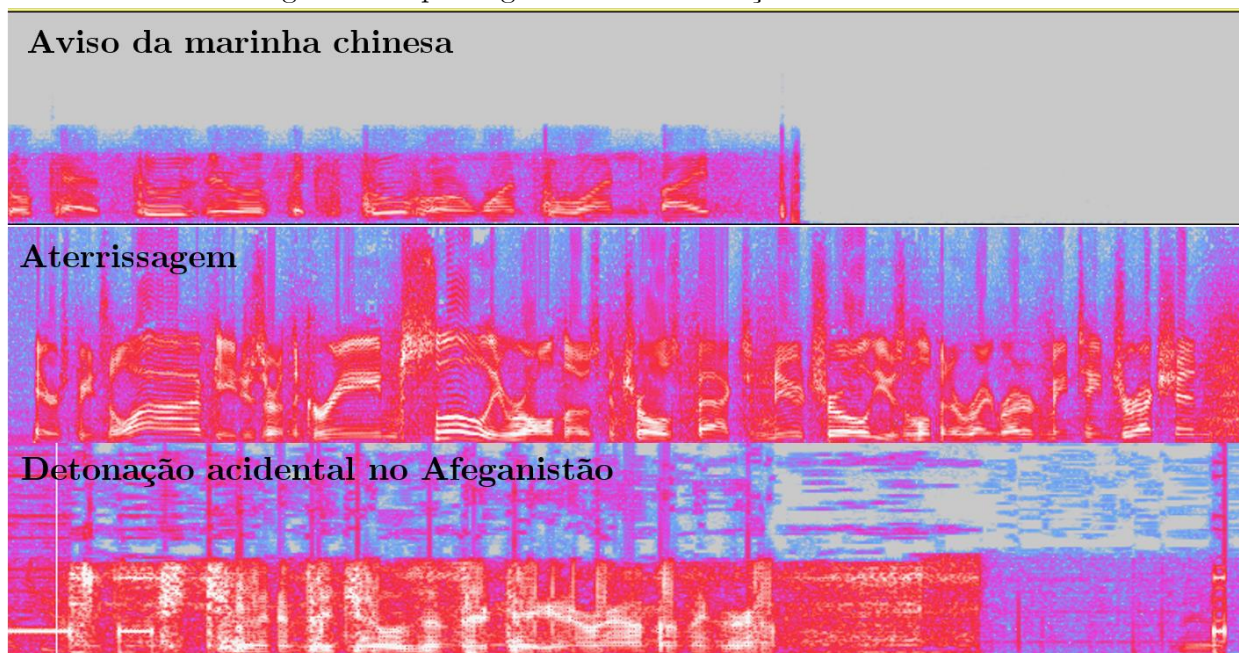 Aviso da marinha chinesa
Aterrissagem
Detonação acidental no Afeganistão